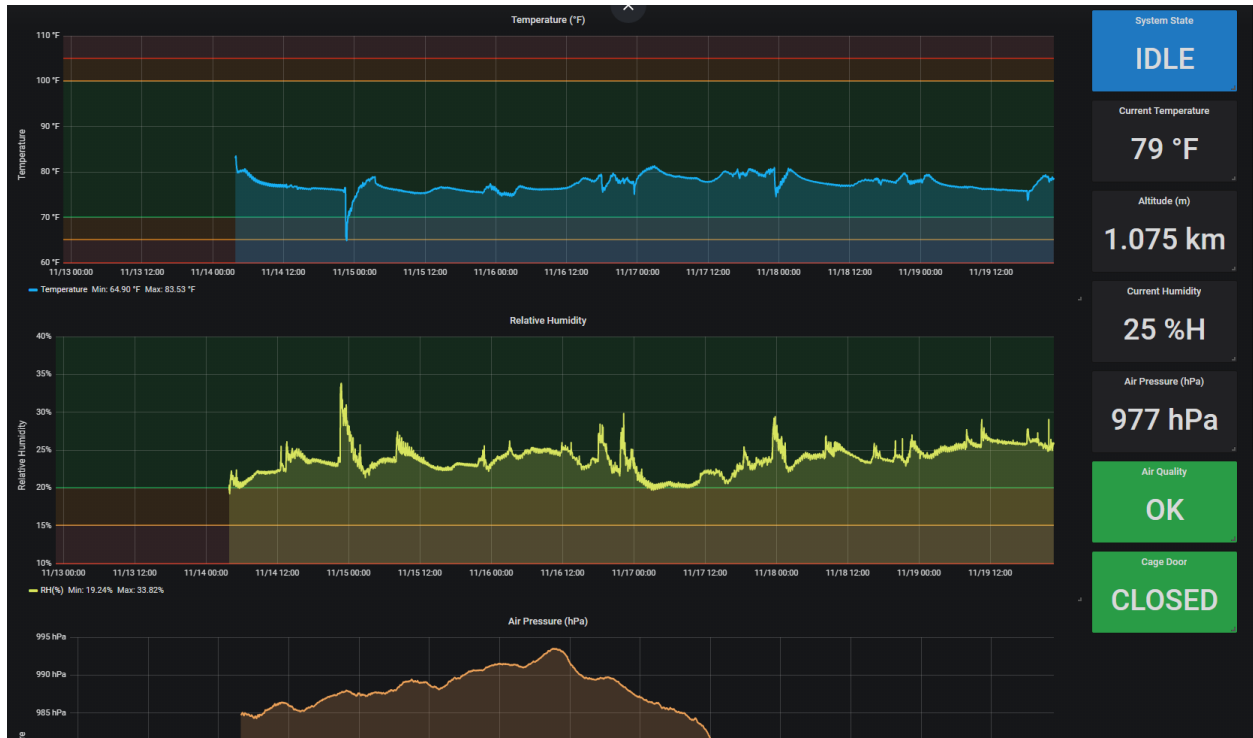 Temperature (°F)
110 °F
100 °F
90 °F
80 °F
70 °F
60 °F
Temperature
11/13 00:00 11/13 12:00 11/14 00:00 11/14 12:00 11/15 00:00 11/15 12:00 11/16 00:00 11/16 12:00 11/17 00:00 11/17 12:00 11/18 00:00 11/18 12:00 11/19 00:00 11/19 12:00
Temperature Min: 64.90 °F Max: 83.53 °F
Relative Humidity
40%
35%
30%
25%
20%
15%
10%
Relative Humidity
11/13 00:00 11/13 12:00 11/14 00:00 11/14 12:00 11/15 00:00 11/15 12:00 11/16 00:00 11/16 12:00 11/17 00:00 11/17 12:00 11/18 00:00 11/18 12:00 11/19 00:00 11/19 12:00
RH(%) Min: 19.24% Max: 33.82%
Air Pressure (hPa)
995 hPa
990 hPa
985 hPa
System State
IDLE
Current Temperature
79 °F
Altitude (m)
1.075 km
Current Humidity
25 %H
Air Pressure (hPa)
977 hPa
Air Quality
OK
Cage Door
CLOSED